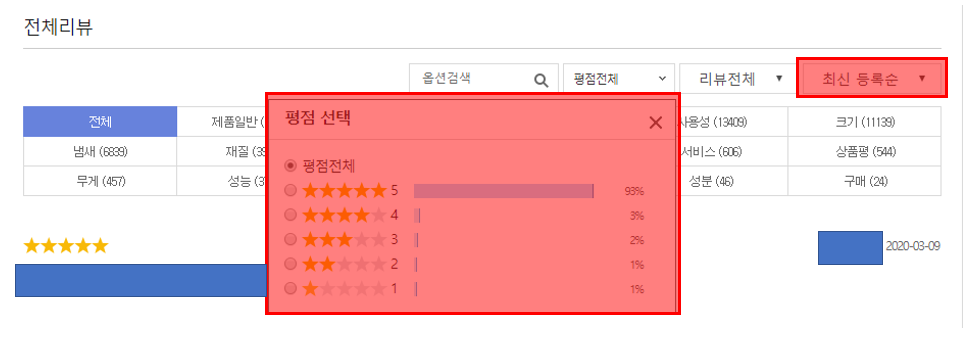 전체리뷰
옵션검색 평점전체 리뷰전체 최신 등록순
전체 제품일반 ( 사용성 (13409) 크기 (11139)
냄새 (6839) 재질 (39 서비스 (606) 상품평 (544)
무게 (457) 성능 (3 성분 (46) 구매 (24)
평점 선택
평점전체
5 93%
4 3%
3 2%
2 1%
1 1%
2020-03-09